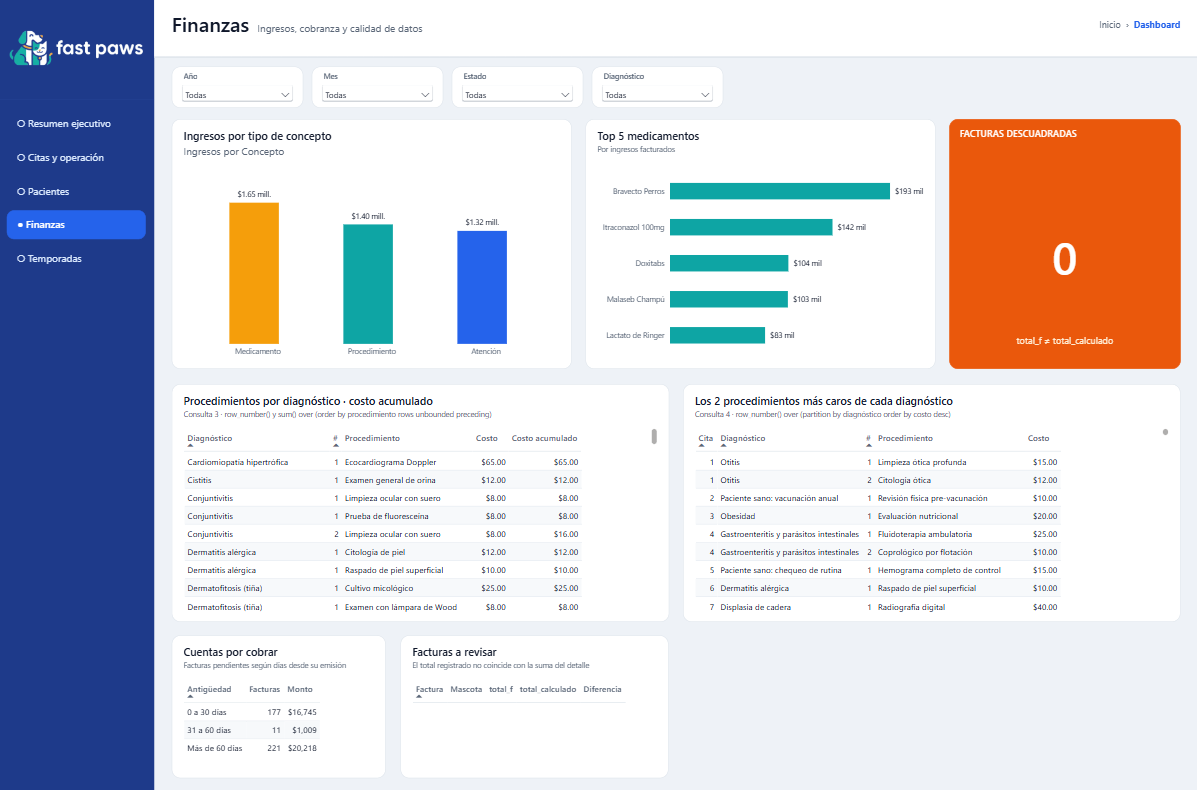 fast paws
Resumen ejecutivo
Citas y operación
Pacientes
Finanzas
Temporadas
Finanzas Ingresos, cobranza y calidad de datos
Inicio › Dashboard
Año
Todas
Mes
Todas
Estado
Todas
Diagnóstico
Todas
Ingresos por tipo de concepto
Ingresos por Concepto
$1.65 mill.
$1.40 mill.
$1.32 mill.
Medicamento Procedimiento Atención
Top 5 medicamentos
Por ingresos facturados
Bravecto Perros $193 mil
Itraconazol 100mg $142 mil
Doxitabs $104 mil
Malaseb Champú $103 mil
Lactato de Ringer $83 mil
FACTURAS DESCUADRADAS
0
total_f ≠ total_calculado
Procedimientos por diagnóstico · costo acumulado
Consulta 3 · row_number() y sum() over (order by procedimiento rows unbounded preceding)
Diagnóstico # Procedimiento Costo Costo acumulado
Cardiomiopatía hipertrófica 1 Ecocardiograma Doppler $65.00 $65.00
Cistitis 1 Examen general de orina $12.00 $12.00
Conjuntivitis 1 Limpieza ocular con suero $8.00 $8.00
Conjuntivitis 1 Prueba de fluoresceína $8.00 $8.00
Conjuntivitis 2 Limpieza ocular con suero $8.00 $16.00
Dermatitis alérgica 1 Citología de piel $12.00 $12.00
Dermatitis alérgica 1 Raspado de piel superficial $10.00 $10.00
Dermatofitosis (tiña) 1 Cultivo micológico $25.00 $25.00
Dermatofitosis (tiña) 1 Examen con lámpara de Wood $8.00 $8.00
Los 2 procedimientos más caros de cada diagnóstico
Consulta 4 · row_number() over (partition by diagnóstico order by costo desc)
Cita Diagnóstico # Procedimiento Costo
1 Otitis 1 Limpieza ótica profunda $15.00
1 Otitis 2 Citología ótica $12.00
2 Paciente sano: vacunación anual 1 Revisión física pre-vacunación $10.00
3 Obesidad 1 Evaluación nutricional $20.00
4 Gastroenteritis y parásitos intestinales 1 Fluidoterapia ambulatoria $25.00
4 Gastroenteritis y parásitos intestinales 2 Coprológico por flotación $10.00
5 Paciente sano: chequeo de rutina 1 Hemograma completo de control $15.00
6 Dermatitis alérgica 1 Raspado de piel superficial $10.00
7 Displasia de cadera 1 Radiografía digital $40.00
Cuentas por cobrar
Facturas pendientes según días desde su emisión
Antigüedad Facturas Monto
0 a 30 días 177 $16,745
31 a 60 días 11 $1,009
Más de 60 días 221 $20,218
Facturas a revisar
El total registrado no coincide con la suma del detalle
Factura Mascota total_f total_calculado Diferencia